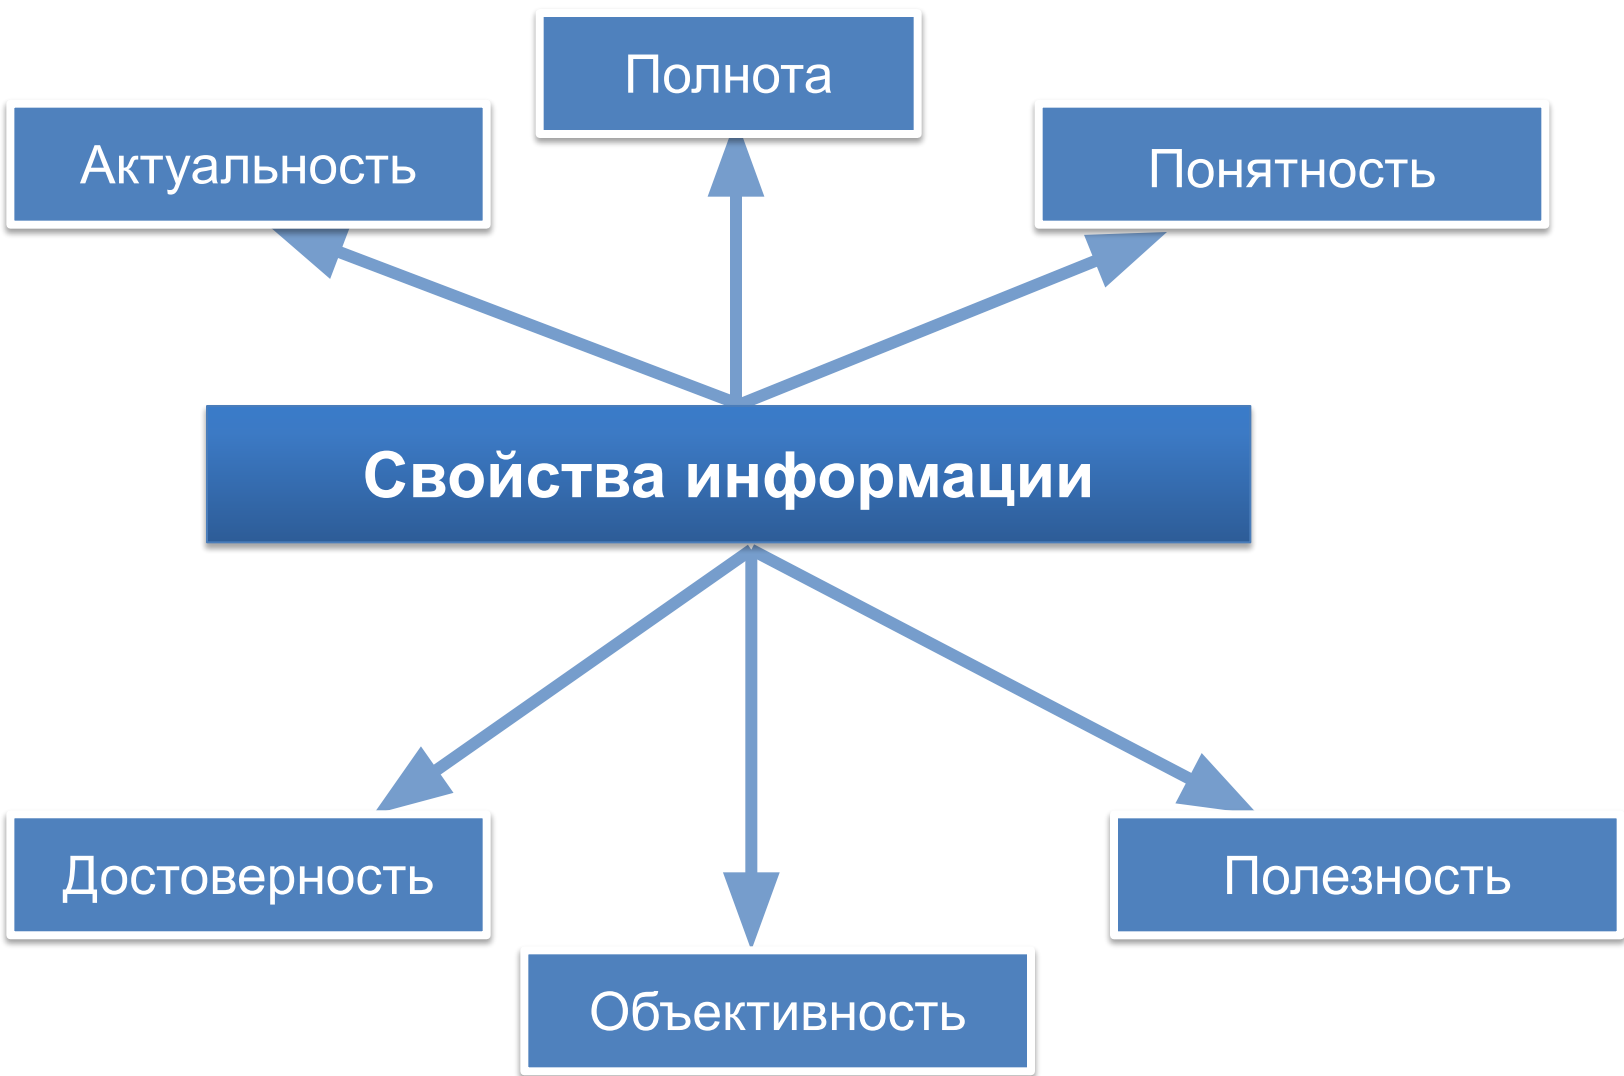 Полнота
Актуальность
Понятность
Свойства информации
Достоверность
Полезность
Объективность